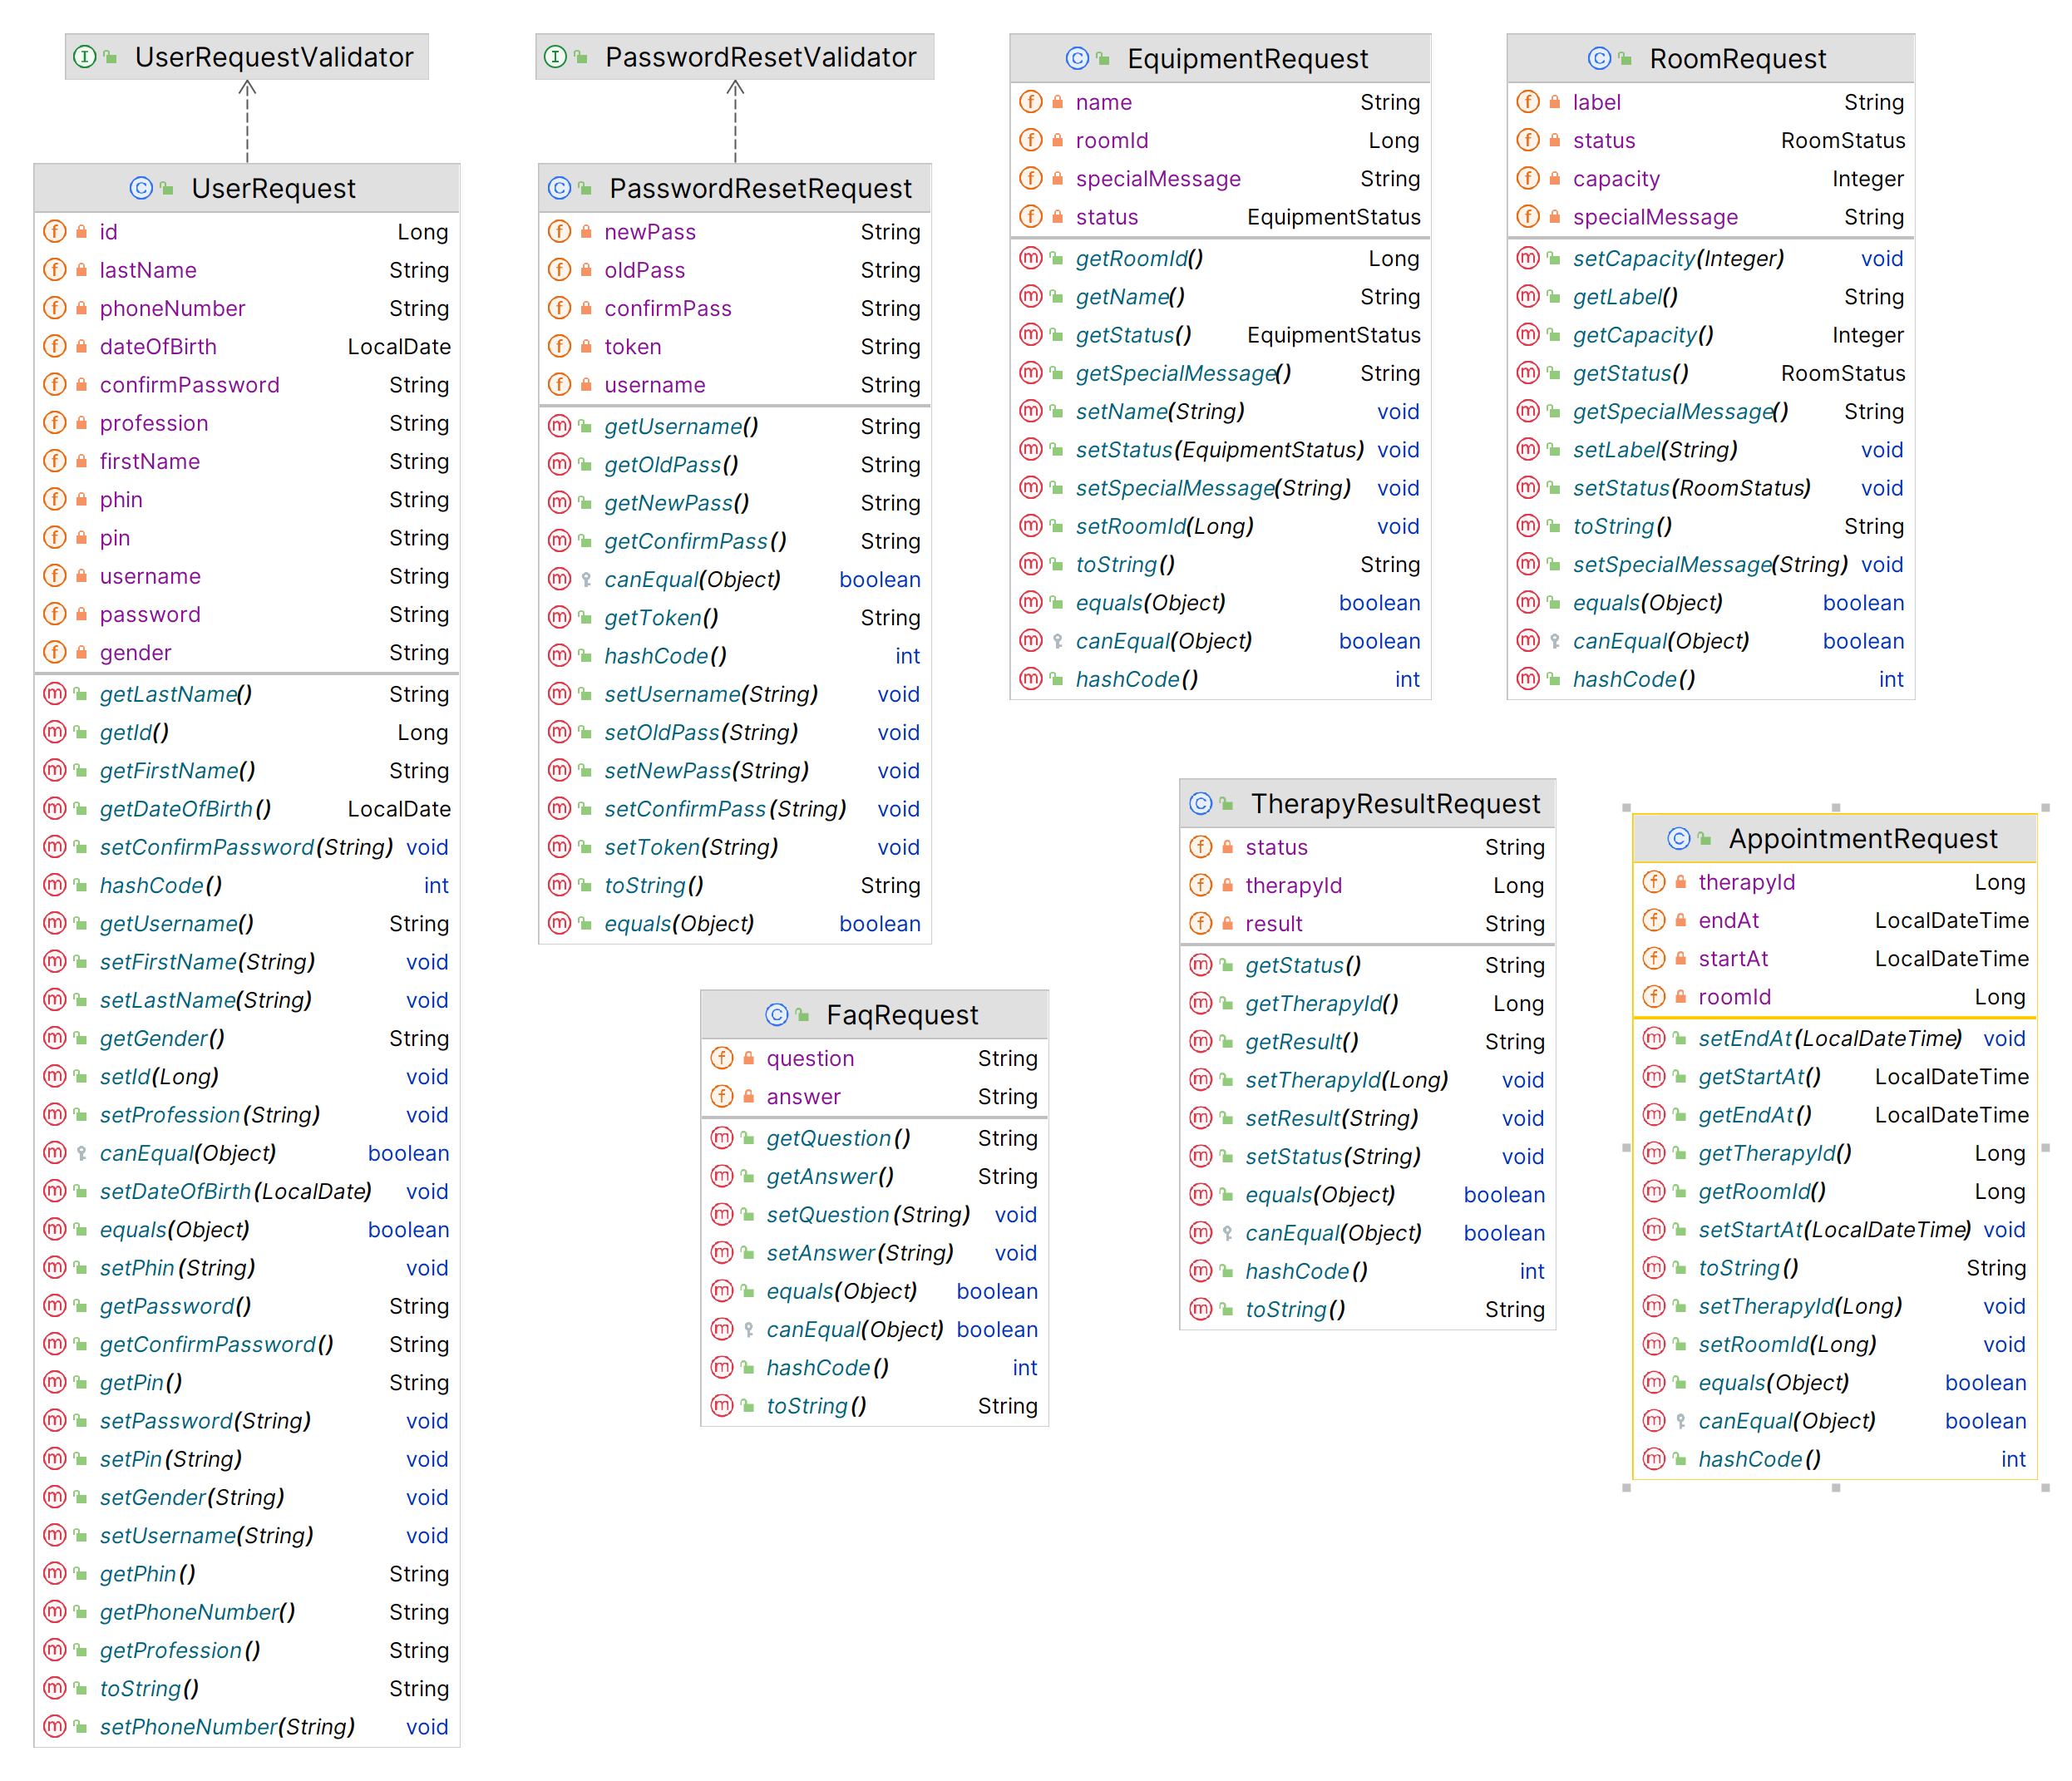 UserRequestValidator
UserRequest
id Long
lastName String
phoneNumber String
dateOfBirth LocalDate
confirmPassword String
profession String
firstName String
phin String
pin String
username String
password String
gender String
getLastName() String
getId() Long
getFirstName() String
getDateOfBirth() LocalDate
setConfirmPassword(String) void
hashCode() int
getUsername() String
setFirstName(String) void
setLastName(String) void
getGender() String
setId(Long) void
setProfession(String) void
canEqual(Object) boolean
setDateOfBirth(LocalDate) void
equals(Object) boolean
setPhin(String) void
getPassword() String
getConfirmPassword() String
getPin() String
setPassword(String) void
setPin(String) void
setGender(String) void
setUsername(String) void
getPhin() String
getPhoneNumber() String
getProfession() String
toString() String
setPhoneNumber(String) void
PasswordResetValidator
PasswordResetRequest
newPass String
oldPass String
confirmPass String
token String
username String
getUsername() String
getOldPass() String
getNewPass() String
getConfirmPass() String
canEqual(Object) boolean
getToken() String
hashCode() int
setUsername(String) void
setOldPass(String) void
setNewPass(String) void
setConfirmPass(String) void
setToken(String) void
toString() String
equals(Object) boolean
EquipmentRequest
name String
roomId Long
specialMessage String
status EquipmentStatus
getRoomId() Long
getName() String
getStatus() EquipmentStatus
getSpecialMessage() String
setName(String) void
setStatus(EquipmentStatus) void
setSpecialMessage(String) void
setRoomId(Long) void
toString() String
equals(Object) boolean
canEqual(Object) boolean
hashCode() int
RoomRequest
label String
status RoomStatus
capacity Integer
specialMessage String
setCapacity(Integer) void
getLabel() String
getCapacity() Integer
getStatus() RoomStatus
getSpecialMessage() String
setLabel(String) void
setStatus(RoomStatus) void
toString() String
setSpecialMessage(String) void
equals(Object) boolean
canEqual(Object) boolean
hashCode() int
FaqRequest
question String
answer String
getQuestion() String
getAnswer() String
setQuestion(String) void
setAnswer(String) void
equals(Object) boolean
canEqual(Object) boolean
hashCode() int
toString() String
TherapyResultRequest
status String
therapyId Long
result String
getStatus() String
getTherapyId() Long
getResult() String
setTherapyId(Long) void
setResult(String) void
setStatus(String) void
equals(Object) boolean
canEqual(Object) boolean
hashCode() int
toString() String
AppointmentRequest
therapyId Long
endAt LocalDateTime
startAt LocalDateTime
roomId Long
setEndAt(LocalDateTime) void
getStartAt() LocalDateTime
getEndAt() LocalDateTime
getTherapyId() Long
getRoomId() Long
setStartAt(LocalDateTime) void
toString() String
setTherapyId(Long) void
setRoomId(Long) void
equals(Object) boolean
canEqual(Object) boolean
hashCode() int